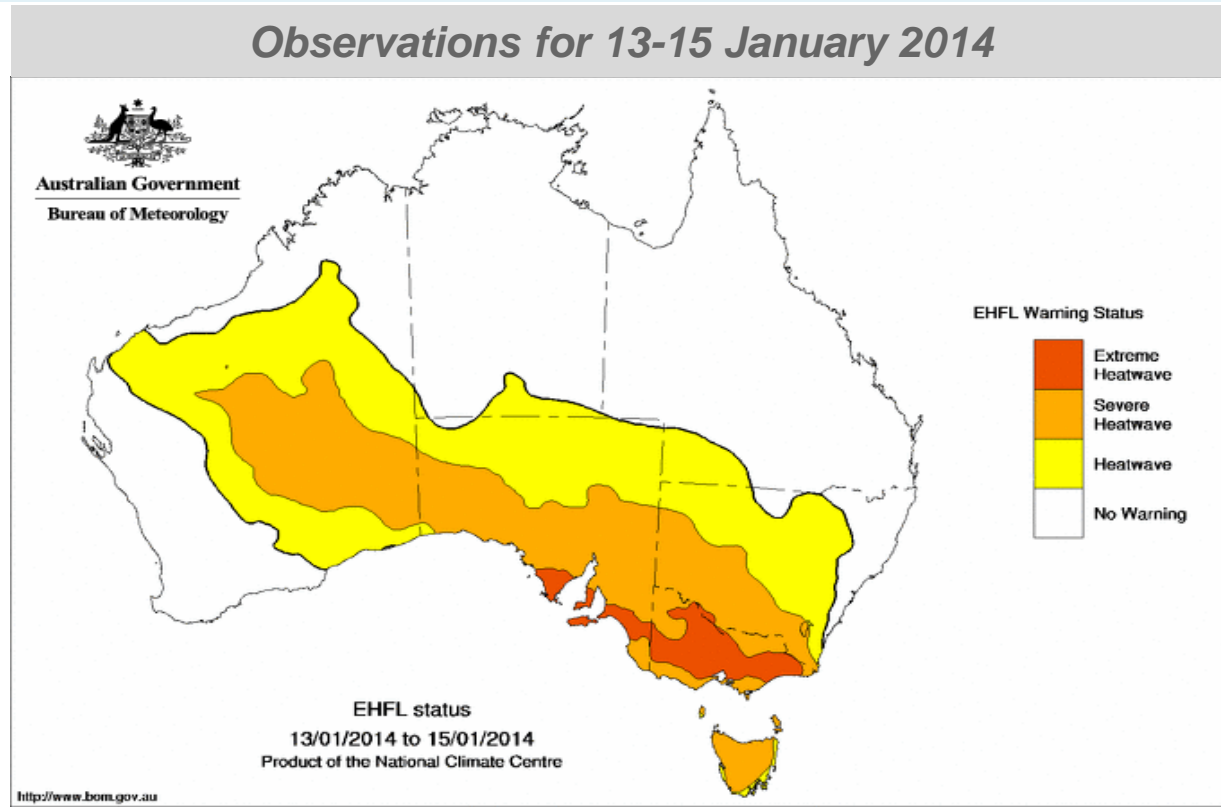 Observations for 13-15 January 2014
Australian Government
Bureau of Meteorology
EHFL Warning Status
Extreme
Heatwave
Severe
Heatwave
Heatwave
No Warning
EHFL status
13/01/2014 to 15/01/2014
Product of the National Climate Centre
http://www.bom.gov.au